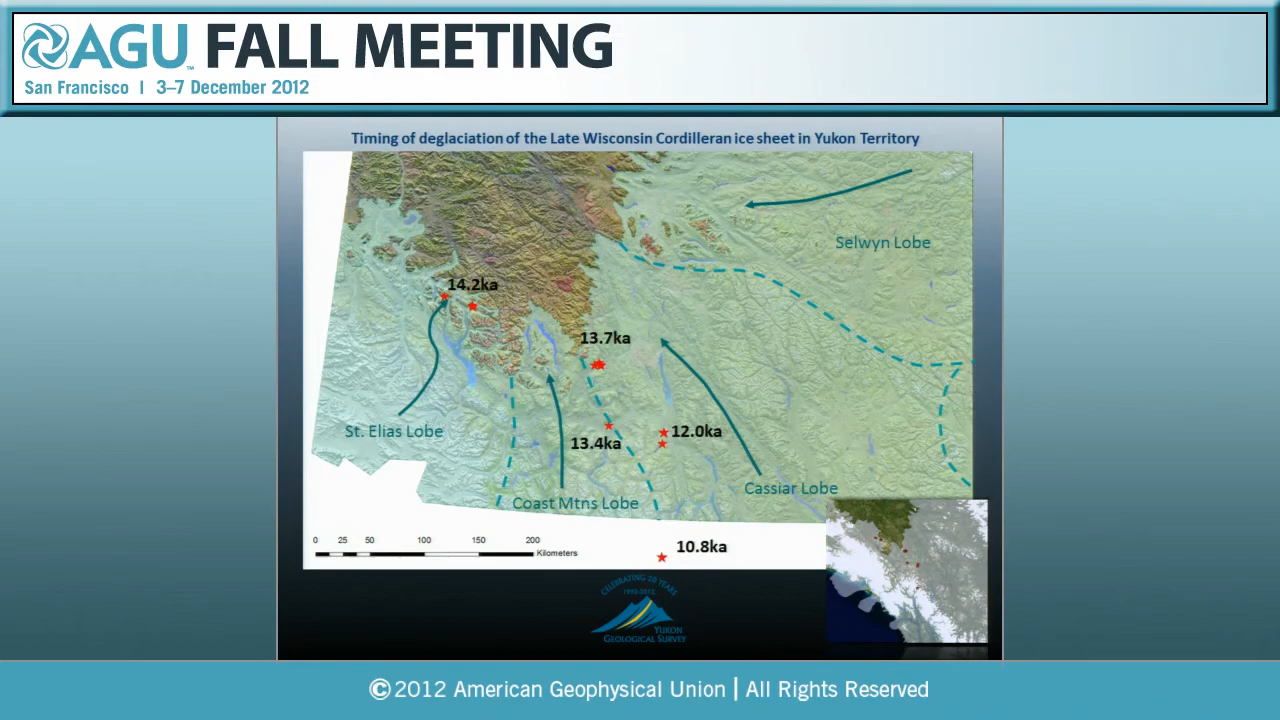 AGU™ FALL MEETING
San Francisco | 3–7 December 2012
Timing of deglaciation of the Late Wisconsin Cordilleran ice sheet in Yukon Territory
Selwyn Lobe
14.2ka
13.7ka
St. Elias Lobe
13.4ka
12.0ka
Coast Mtns Lobe
Cassiar Lobe
10.8ka
0 25 50 100 150 200
Kilometers
CELEBRATING 20 YEARS
1992-2012
YUKON
GEOLOGICAL SURVEY
©2012 American Geophysical Union | All Rights Reserved